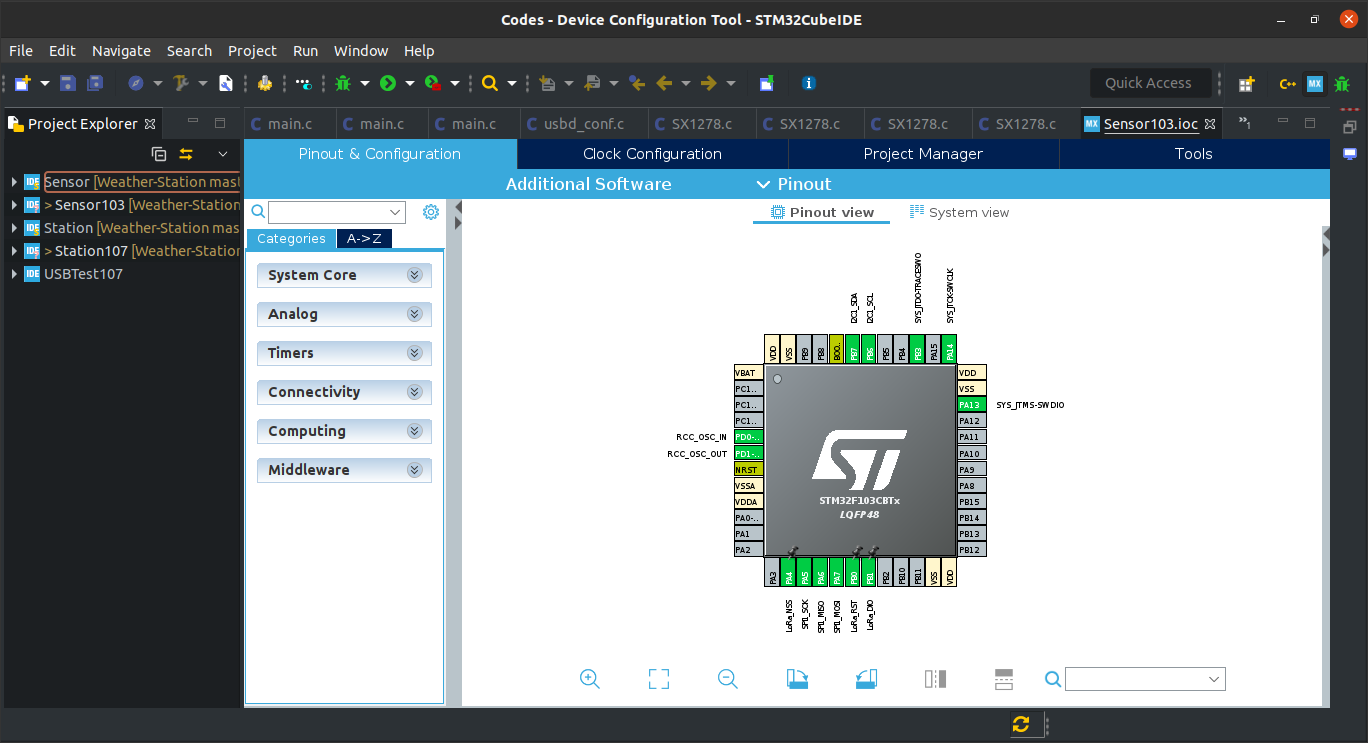 Codes - Device Configuration Tool - STM32CubeIDE
File Edit Navigate Search Project Run Window Help
Quick Access
Project Explorer
main.c
main.c
main.c
usbd_conf.c
SX1278.c
SX1278.c
SX1278.c
SX1278.c
Sensor103.ioc
Pinout & Configuration
Clock Configuration
Project Manager
Tools
Additional Software
Pinout
Sensor [Weather-Station mast
> Sensor103 [Weather-Station
Station [Weather-Station mas
> Station107 [Weather-Station
USBTest107
Categories
A->Z
System Core
Analog
Timers
Connectivity
Computing
Middleware
Pinout view
System view
I2C1_SDA
I2C1_SCL
SYS_JTDO-TRACESWO
SYS_JTCK-SWCLK
VDD
VSS
PB9
PB8
BOO..
PB7
PB6
PB5
PB4
PB3
PA15
PA14
VBAT
PC1..
PC1..
PC1..
RCC_OSC_IN
PD0-..
RCC_OSC_OUT
PD1-..
NRST
VSSA
VDDA
PA0-..
PA1
PA2
VDD
VSS
PA13
SYS_JTMS-SWDIO
PA12
PA11
PA10
PA9
PA8
PB15
PB14
PB13
PB12
ST
STM32F103CBTx
LQFP48
PA3
PA4
PA5
PA6
PA7
PB0
PB1
PB2
PB10
PB11
VSS
VDD
LoRa_NSS
SPI1_SCK
SPI1_MISO
SPI1_MOSI
LoRa_RST
LoRa_DIO